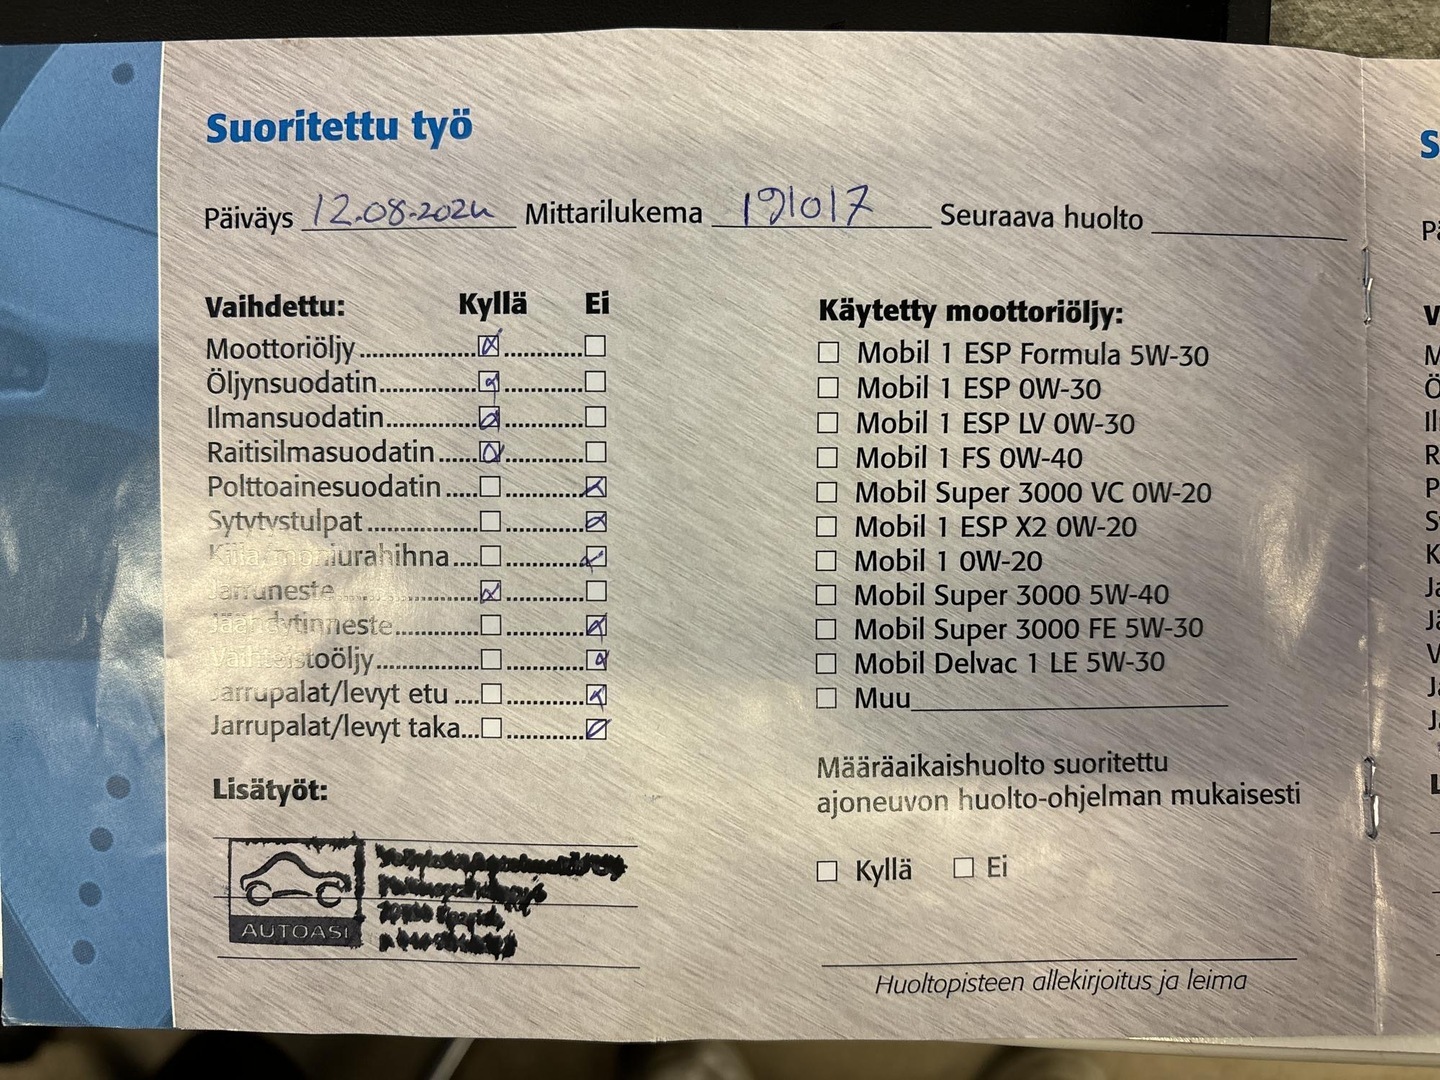 Suoritettu työ
Päiväys 12.08.2024 Mittarilukema 191017 Seuraava huolto
Vaihdettu: Kyllä Ei
Moottoriöljy
Öljynsuodatin
Ilmansuodatin
Raitisilmasuodatin
Polttoainesuodatin
Sytytystulpat
Kiila/moniurahihna
Jarruneste
Jäähdytinneste
Vaihteistoöljy
Jarrupalat/levyt etu
Jarrupalat/levyt taka
Lisätyöt:
AUTOASI
Käytetty moottoriöljy:
Mobil 1 ESP Formula 5W-30
Mobil 1 ESP 0W-30
Mobil 1 ESP LV 0W-30
Mobil 1 FS 0W-40
Mobil Super 3000 VC 0W-20
Mobil 1 ESP X2 0W-20
Mobil 1 0W-20
Mobil Super 3000 5W-40
Mobil Super 3000 FE 5W-30
Mobil Delvac 1 LE 5W-30
Muu
Määräaikaishuolto suoritettu
ajoneuvon huolto-ohjelman mukaisesti
Kyllä Ei
Huoltopisteen allekirjoitus ja leima